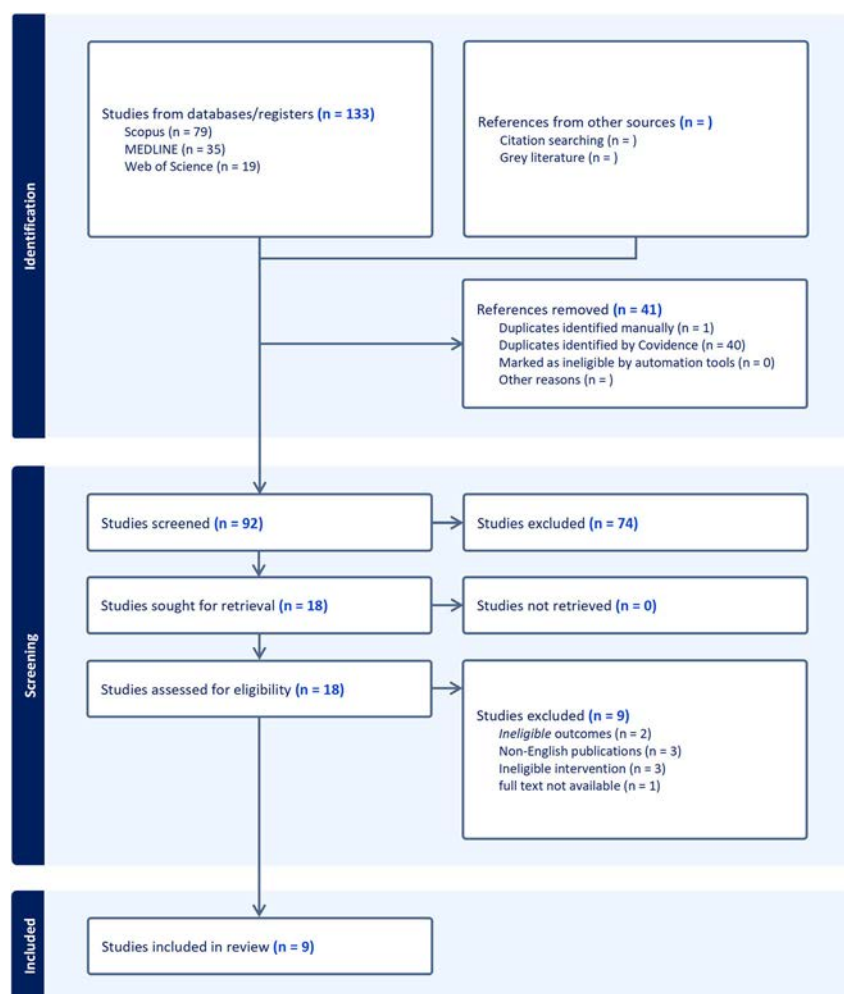 Identification
Studies from databases/registers (n = 133)
Scopus (n = 79)
MEDLINE (n = 35)
Web of Science (n = 19)
References from other sources (n = )
Citation searching (n = )
Grey literature (n = )
References removed (n = 41)
Duplicates identified manually (n = 1)
Duplicates identified by Covidence (n = 40)
Marked as ineligible by automation tools (n = 0)
Other reasons (n = )
Screening
Studies screened (n = 92)
Studies excluded (n = 74)
Studies sought for retrieval (n = 18)
Studies not retrieved (n = 0)
Studies assessed for eligibility (n = 18)
Studies excluded (n = 9)
Ineligible outcomes (n = 2)
Non-English publications (n = 3)
Ineligible intervention (n = 3)
full text not available (n = 1)
Included
Studies included in review (n = 9)